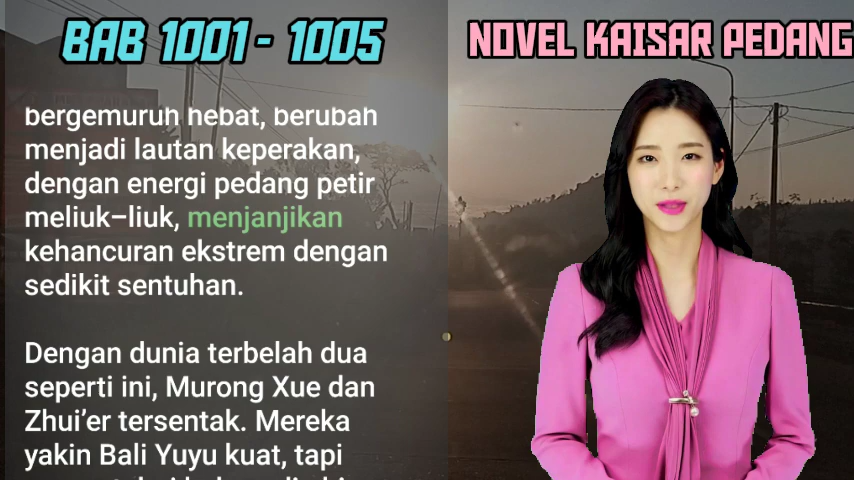 BAB 1001 - 1005
NOVEL KAISAR PEDANG
bergemuruh hebat, berubah
menjadi lautan keperakan,
dengan energi pedang petir
meliuk–liuk, menjanjikan
kehancuran ekstrem dengan
sedikit sentuhan.
Dengan dunia terbelah dua
seperti ini, Murong Xue dan
Zhui’er tersentak. Mereka
yakin Bali Yuyu kuat, tapi